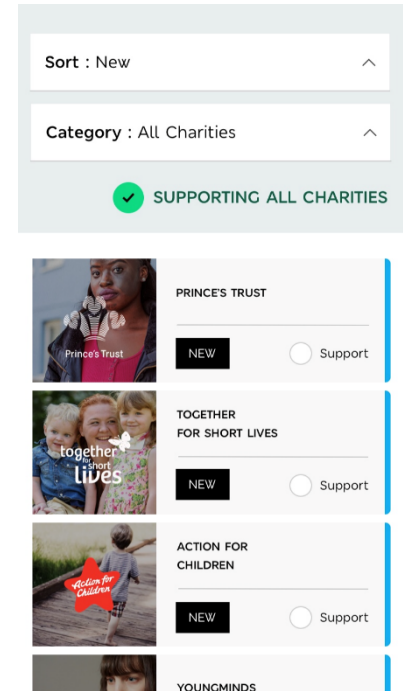 Sort : New
Category : All Charities
SUPPORTING ALL CHARITIES
Prince's Trust
PRINCE'S TRUST
NEW
Support
together
for short
lives
TOGETHER
FOR SHORT LIVES
NEW
Support
Action for
Children
ACTION FOR
CHILDREN
NEW
Support
YOUNGMINDS